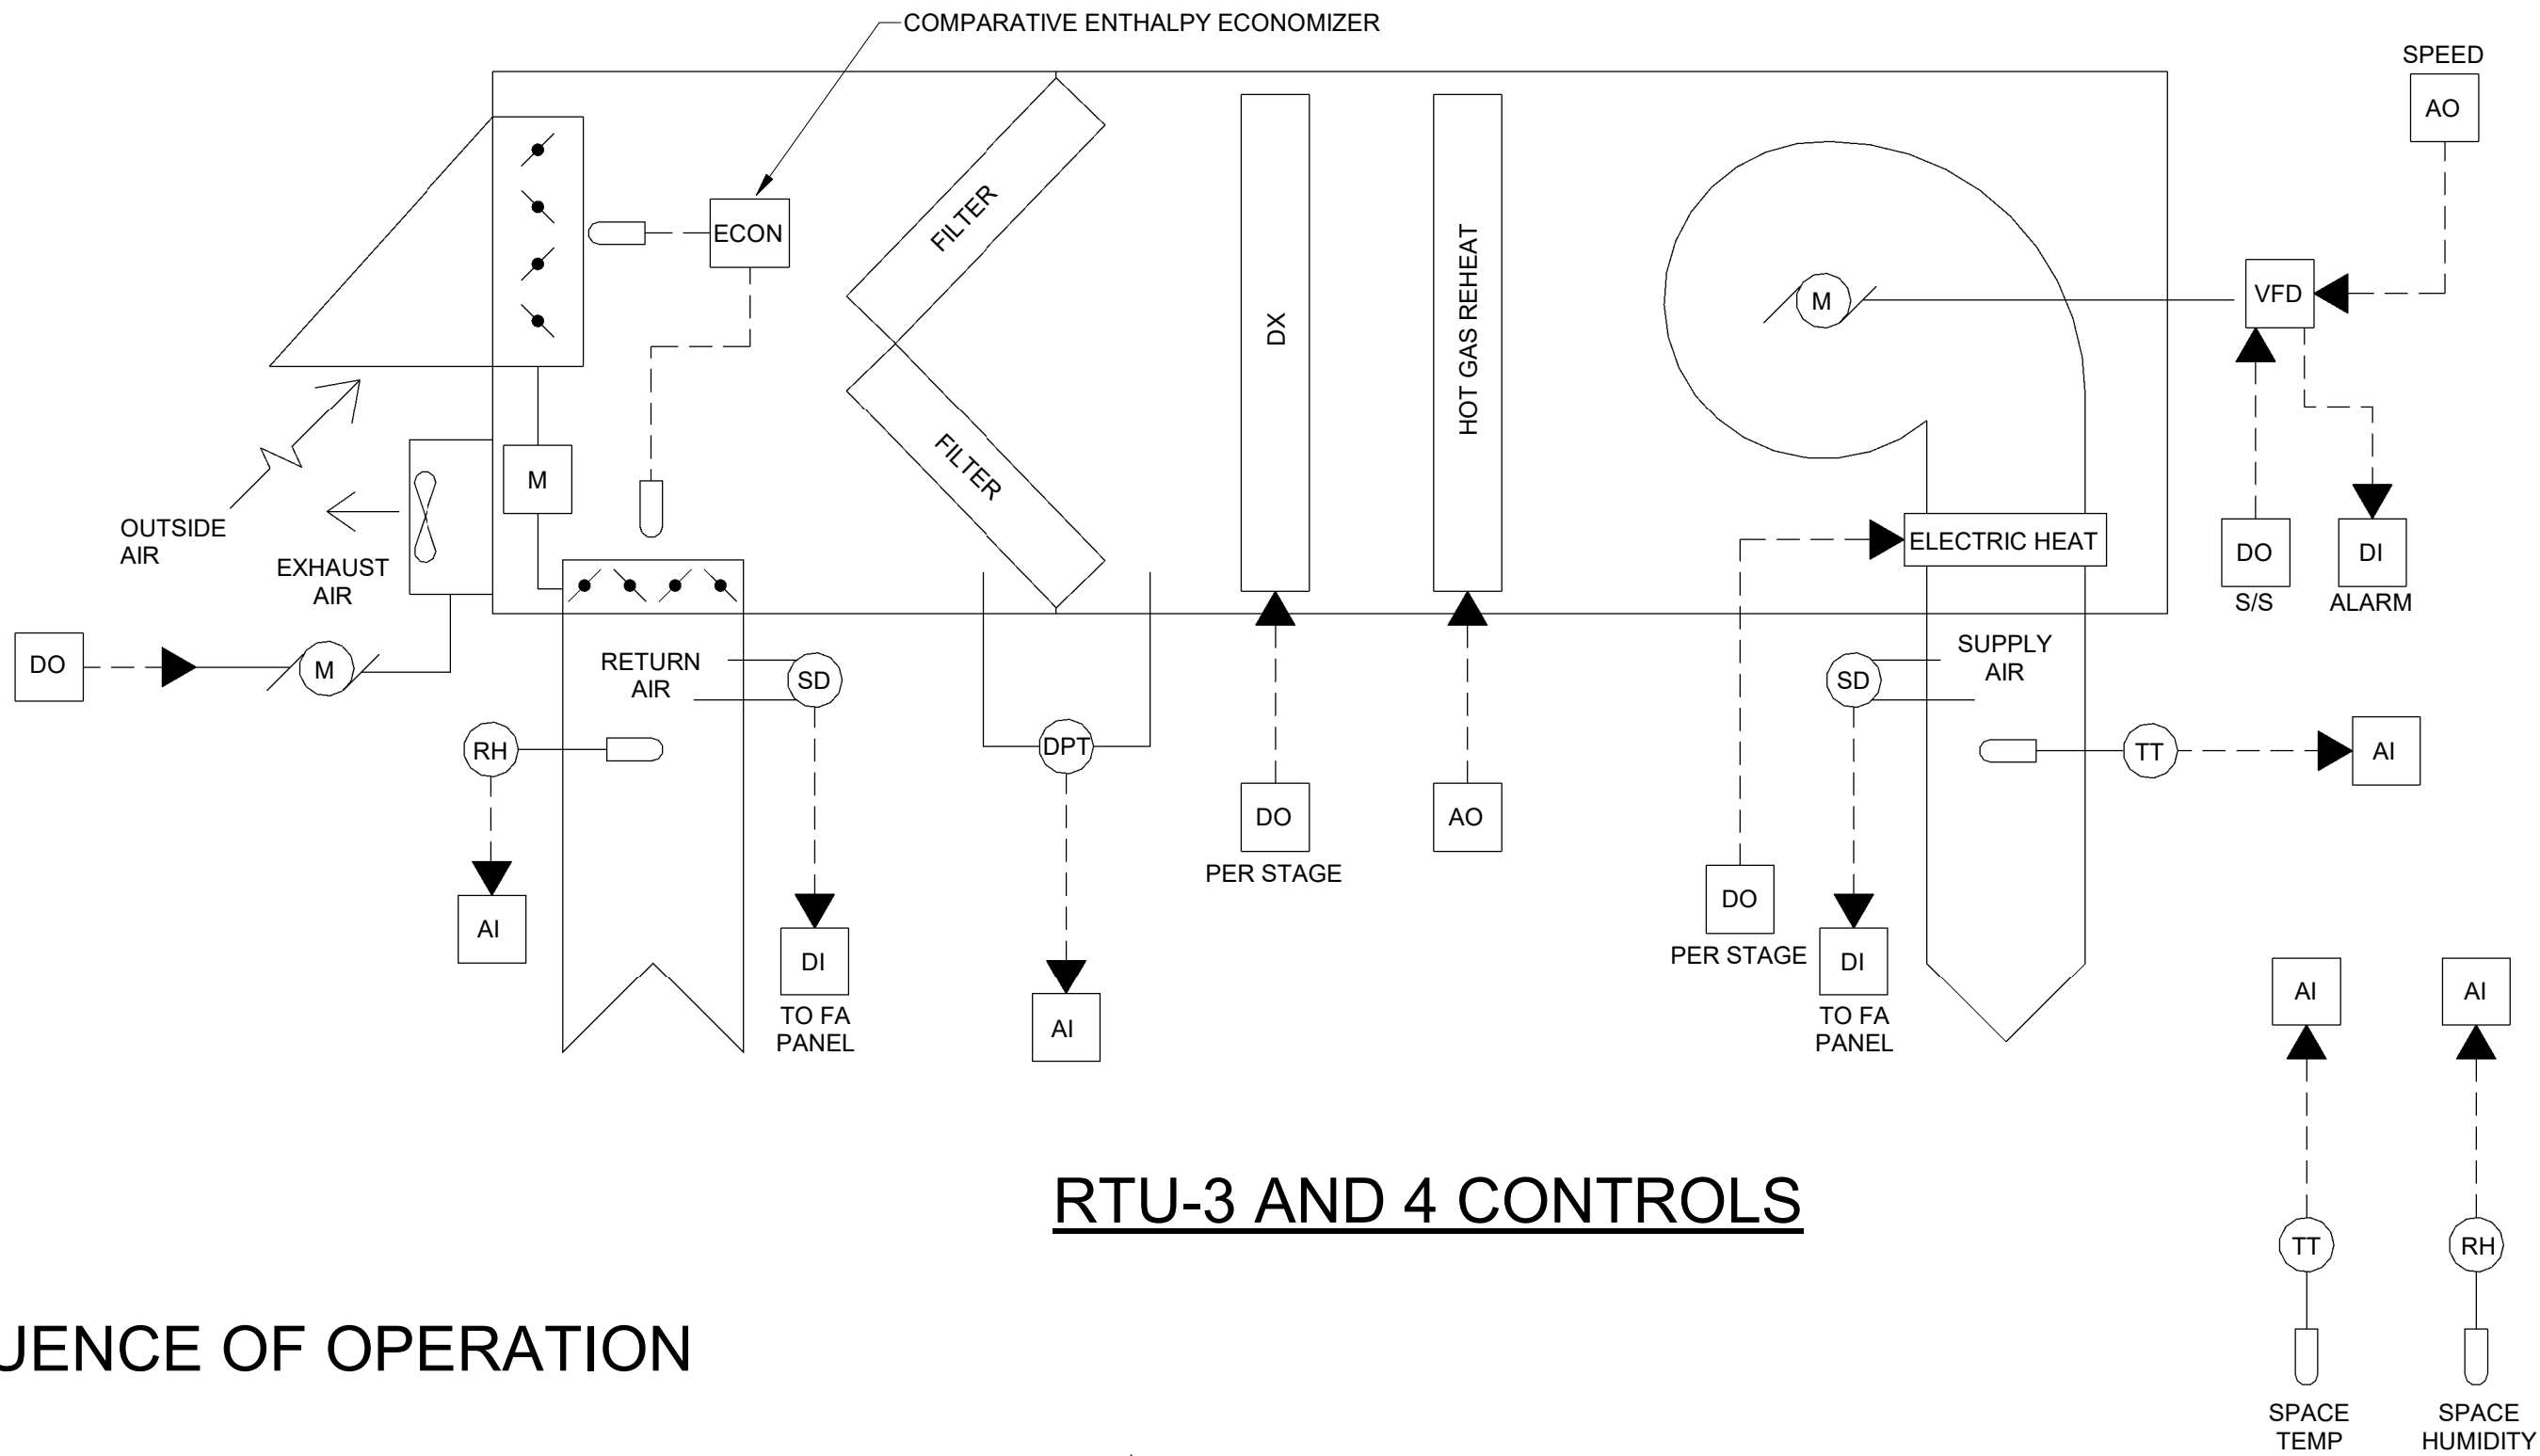 COMPARATIVE ENTHALPY ECONOMIZER
SPEED
AO
ECON
FILTER
FILTER
DX
HOT GAS REHEAT
M
VFD
M
OUTSIDE
AIR
EXHAUST
AIR
ELECTRIC HEAT
DO
S/S
DI
ALARM
DO
M
RETURN
AIR
SD
SD
SUPPLY
AIR
RH
DPT
TT
AI
DO
PER STAGE
AO
DO
PER STAGE
AI
DI
TO FA
PANEL
AI
DI
TO FA
PANEL
AI
AI
RTU-3 AND 4 CONTROLS
TT
RH
UENCE OF OPERATION
SPACE
TEMP
SPACE
HUMIDITY